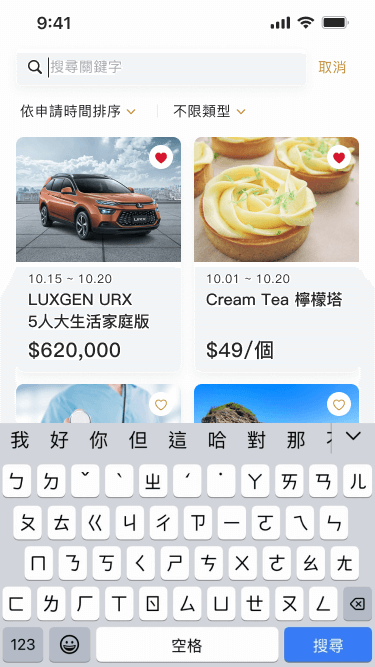 9:41
搜尋關鍵字
取消
依申請時間排序
不限類型
10.15 ~ 10.20
LUXGEN URX
5人大生活家庭版
$620,000
10.01 ~ 10.20
Cream Tea 檸檬塔
$49/個
我 好 你 但 這 哈 對 那
ㄅ ㄉ ˇ ˋ ㄓ ˊ ˙ ㄚ ㄞ ㄢ ㄦ
ㄆ ㄊ ㄍ ㄐ ㄔ ㄗ ㄧ ㄛ ㄟ ㄣ
ㄇ ㄋ ㄎ ㄑ ㄕ ㄘ ㄨ ㄜ ㄠ ㄤ
ㄈ ㄌ ㄏ ㄒ ㄖ ㄙ ㄩ ㄝ ㄡ ㄥ
123 空格 搜尋